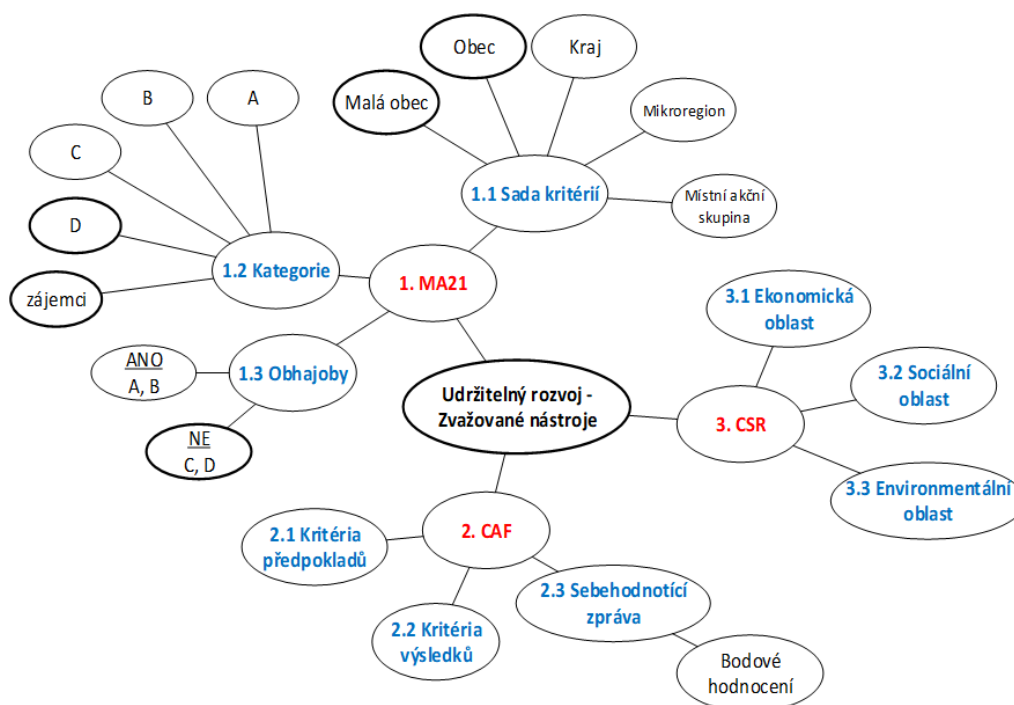 Obec
Kraj
Malá obec
Mikroregion
B
A
C
1.1 Sada kritérií
Místní akční
skupina
D
1.2 Kategorie
1. MA21
zájemci
3.1 Ekonomická
oblast
ANO
A, B
1.3 Obhajoby
3.2 Sociální
oblast
Udržitelný rozvoj -
Zvažované nástroje
3. CSR
NE
C, D
3.3 Environmentální
oblast
2.1 Kritéria
předpokladů
2. CAF
2.3 Sebehodnotící
zpráva
2.2 Kritéria
výsledků
Bodové
hodnocení